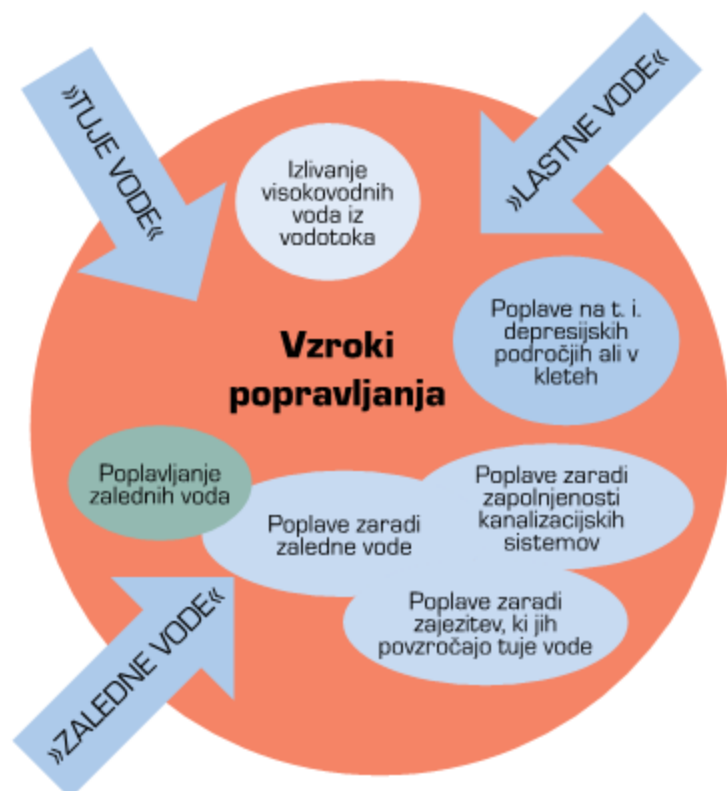 »TUJE VODE«
»LASTNE VODE«
Izlivanje
visokovodnih
voda iz
vodotoka
Poplave na t. i.
depresijskih
področjih ali v
kleteh
Vzroki
popravljanja
Poplavljanje
zalednih voda
Poplave zaradi
zaledne vode
Poplave zaradi
zapolnjenosti
kanalizacijskih
sistemov
Poplave zaradi
zajezitev, ki jih
povzročajo tuje vode
»ZALEDNE VODE«